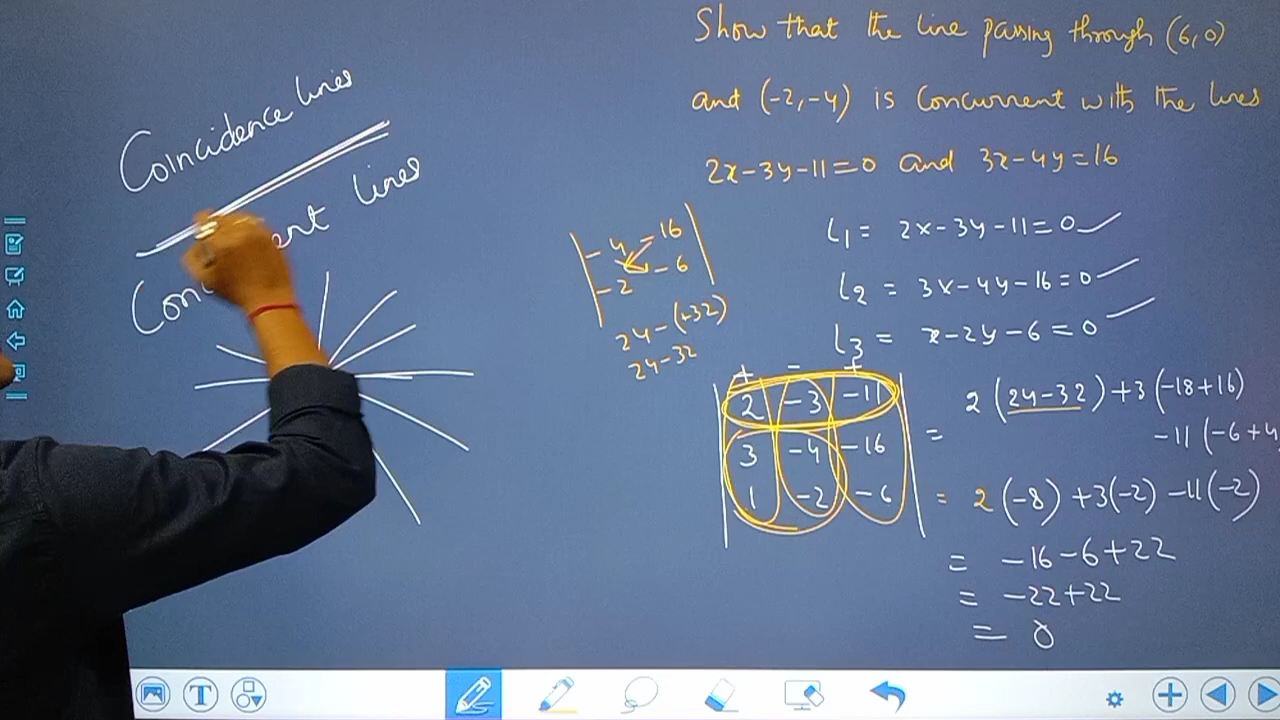 Show that the line passing through (6,0)
and (-2,-4) is concurrent with the lines
2x-3y-11=0 and 3x-4y=16
Coincidence lines
lines
l1 = 2x-3y-11=0
l2 = 3x-4y-16=0
l3 = x-2y-6=0
-4 -16
-2 -6
24-(+32)
24-32
+ - +
2 -3 -11
3 -4 -16
1 -2 -6
= 2(24-32)+3(-18+16)
-11(-6+4
= 2(-8)+3(-2)-11(-2)
= -16-6+22
= -22+22
= 0
T